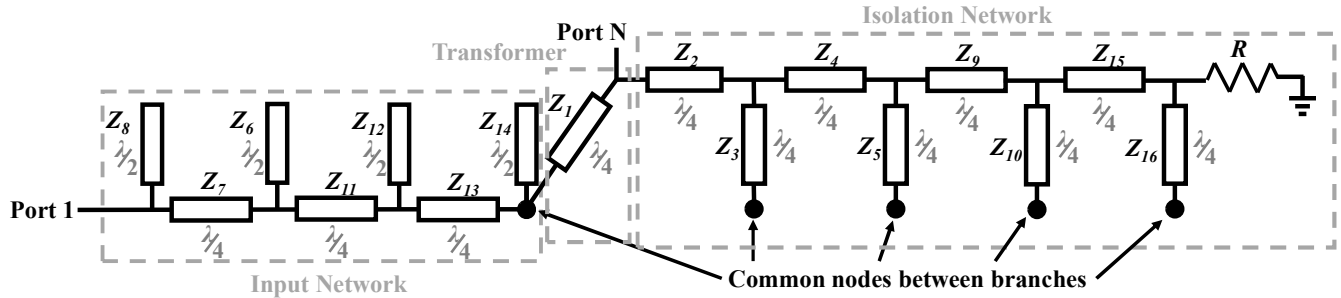 Isolation Network
Port N
Transformer
Z2
Z4
Z9
Z15
R
λ/4
λ/4
λ/4
λ/4
Z8
Z6
Z12
Z14
Z1
λ/2
λ/2
λ/2
λ/2
λ/4
Z3
λ/4
Z5
λ/4
Z10
λ/4
Z16
λ/4
Z7
Z11
Z13
Port 1
λ/4
λ/4
λ/4
Input Network
Common nodes between branches